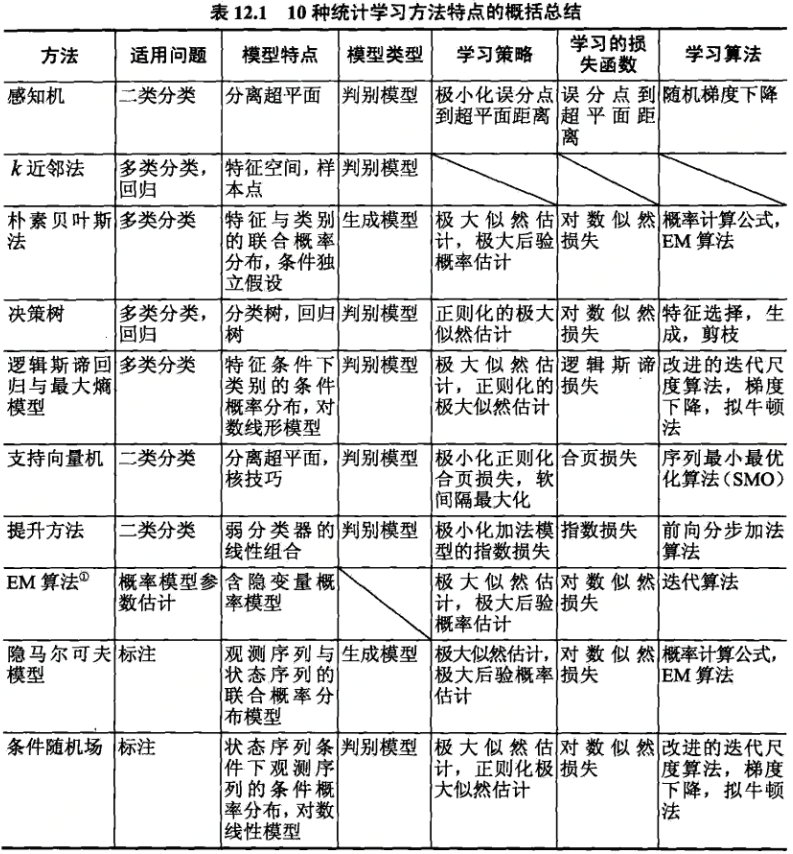 表 12.1 10 种统计学习方法特点的概括总结
方法 适用问题 模型特点 模型类型 学习策略 学习的损失函数 学习算法
感知机 二类分类 分离超平面 判别模型 极小化误分点到超平面距离 误分点到超平面距离 随机梯度下降
k 近邻法 多类分类，回归 特征空间，样本点 判别模型
朴素贝叶斯法 多类分类 特征与类别的联合概率分布，条件独立假设 生成模型 极大似然估计，极大后验概率估计 对数似然损失 概率计算公式，EM 算法
决策树 多类分类，回归 分类树，回归树 判别模型 正则化的极大似然估计 对数似然损失 特征选择，生成，剪枝
逻辑斯谛回归与最大熵模型 多类分类 特征条件下类别的条件概率分布，对数线形模型 判别模型 极大似然估计，正则化的极大似然估计 逻辑斯谛损失 改进的迭代尺度算法，梯度下降，拟牛顿法
支持向量机 二类分类 分离超平面，核技巧 判别模型 极小化正则化合页损失，软间隔最大化 合页损失 序列最小最优化算法（SMO）
提升方法 二类分类 弱分类器的线性组合 判别模型 极小化加法模型的指数损失 指数损失 前向分步加法算法
EM 算法① 概率模型参数估计 含隐变量概率模型 极大似然估计，极大后验概率估计 对数似然损失 迭代算法
隐马尔可夫模型 标注 观测序列与状态序列的联合概率分布模型 生成模型 极大似然估计，极大后验概率估计 对数似然损失 概率计算公式，EM 算法
条件随机场 标注 状态序列条件下观测序列的条件概率分布，对数线性模型 判别模型 极大似然估计，正则化极大似然估计 对数似然损失 改进的迭代尺度算法，梯度下降，拟牛顿法